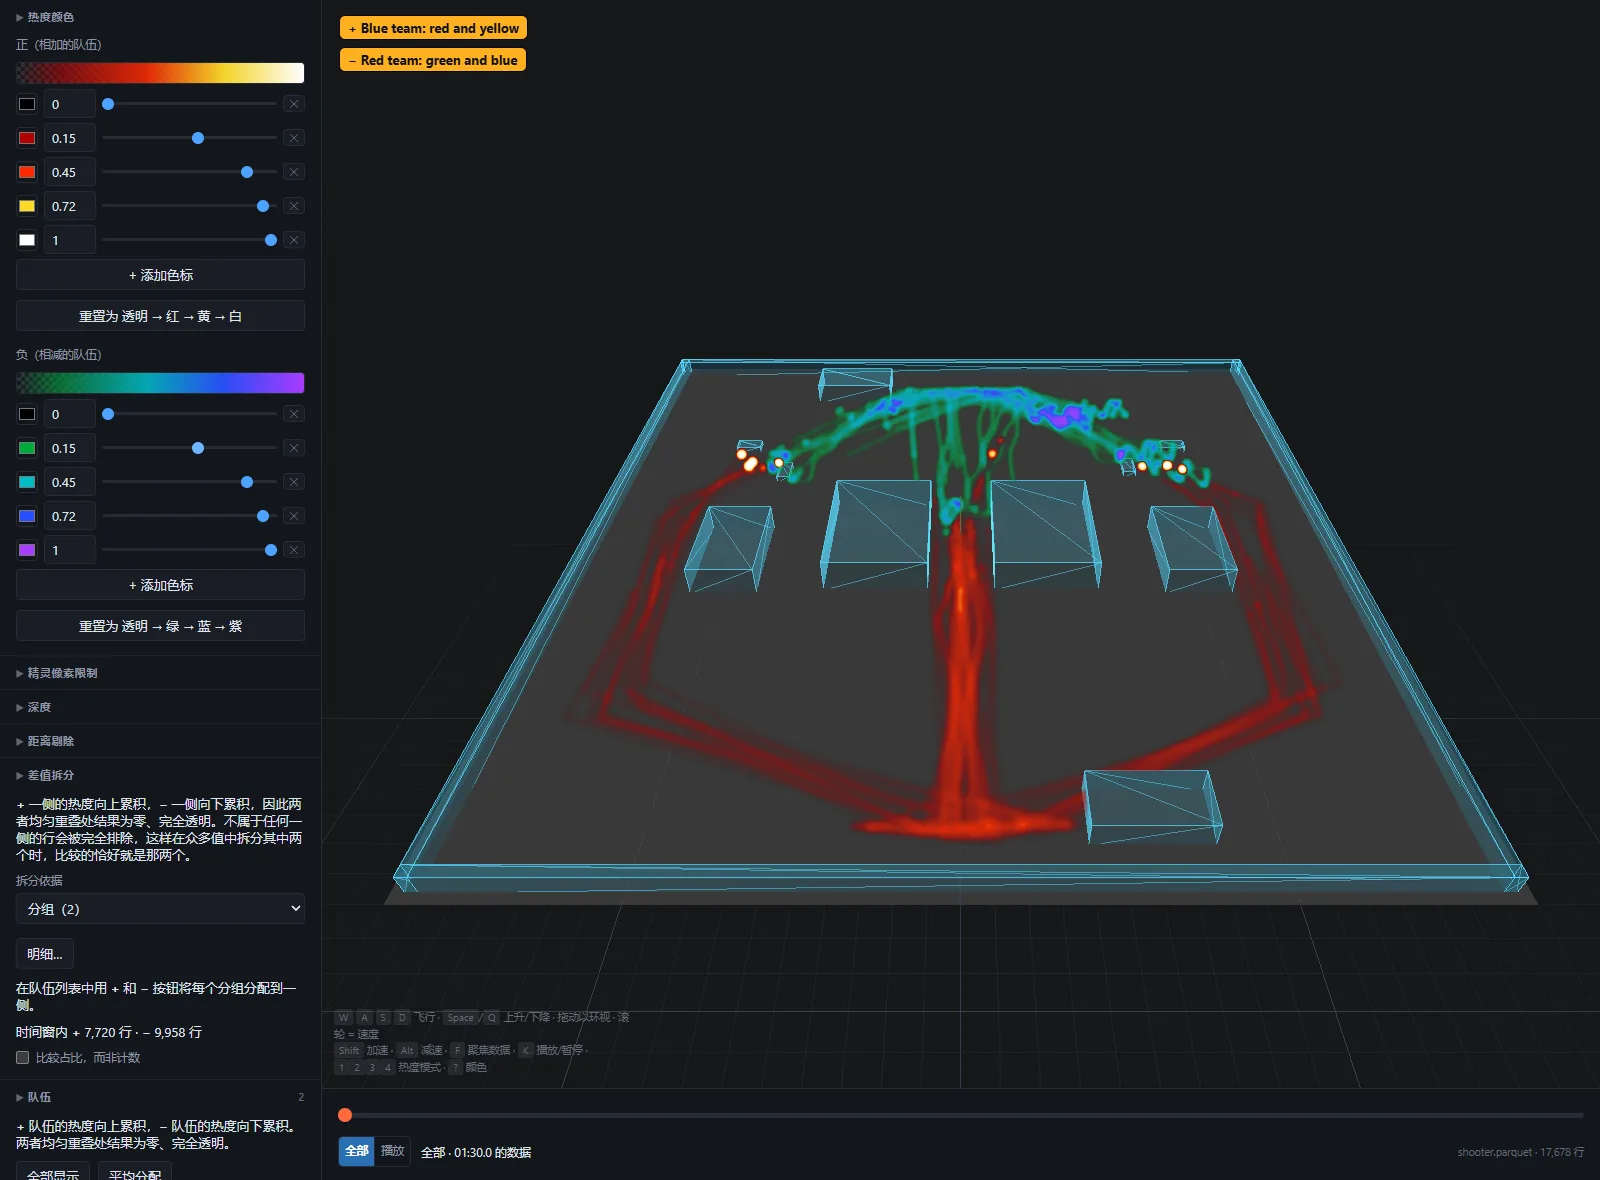 热度颜色
正（相加的队伍）
0
0.15
0.45
0.72
1
+ 添加色标
重置为 透明 → 红 → 黄 → 白
负（相减的队伍）
0
0.15
0.45
0.72
1
+ 添加色标
重置为 透明 → 绿 → 蓝 → 紫
精灵像素限制
深度
距离剔除
差值拆分
+ 一侧的热度向上累积，− 一侧向下累积，因此两
者均匀重叠处结果为零、完全透明。不属于任何一
侧的行会被完全排除，这样在众多值中拆分其中两
个时，比较的恰好就是那两个。
拆分依据
分组（2）
明细...
在队伍列表中用 + 和 − 按钮将每个分组分配到一
侧。
时间窗内 + 7,720 行 · − 9,958 行
比较占比，而非计数
队伍 2
+ 队伍的热度向上累积，− 队伍的热度向下累积。
两者均匀重叠处结果为零、完全透明。
全部显示 平均分配
+ Blue team: red and yellow
− Red team: green and blue
W A S D 飞行 · Space / Q 上升/下降 · 拖动以环视 · 滚
轮 = 速度
Shift 加速 · Alt 减速 · F 聚焦数据 · K 播放/暂停 ·
1 2 3 4 热度模式 · ? 颜色
全部 播放 全部 · 01:30.0 的数据
shooter.parquet · 17,678 行